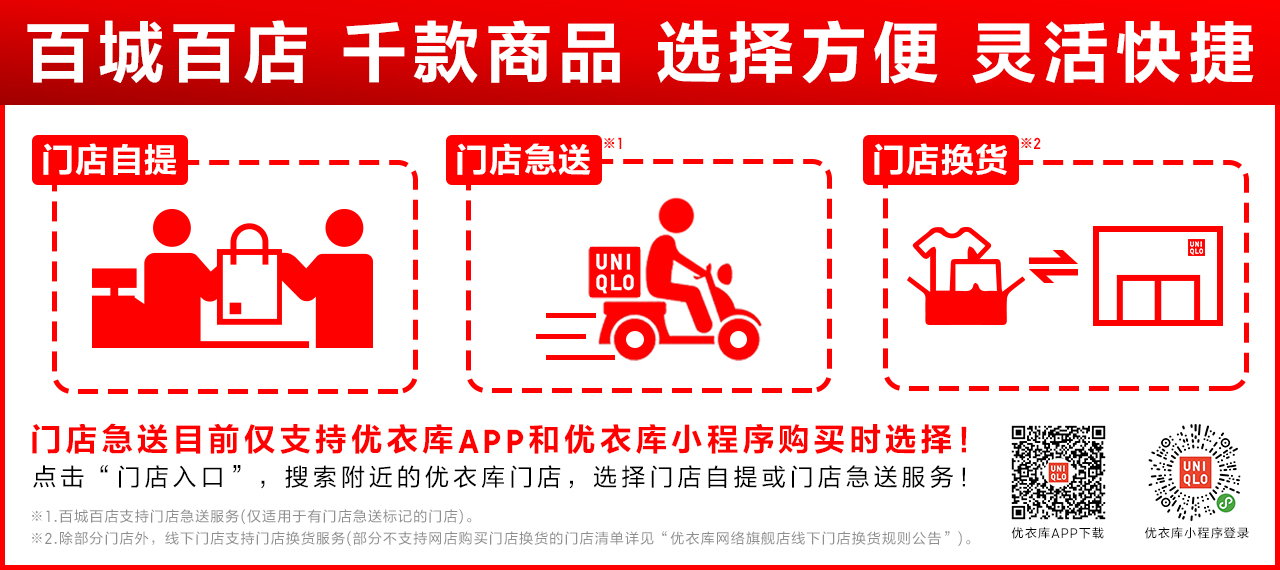 百城百店 千款商品 选择方便 灵活快捷
门店自提
门店急送※1
门店换货※2
UNI
QLO
UNI
QLO
门店急送目前仅支持优衣库APP和优衣库小程序购买时选择!
点击“门店入口”，搜索附近的优衣库门店，选择门店自提或门店急送服务!
※1.百城百店支持门店急送服务(仅适用于有门店急送标记的门店)。
※2.除部分门店外，线下门店支持门店换货服务(部分不支持网店购买门店换货的门店清单详见“优衣库网络旗舰店线下门店换货规则公告”)。
UNI
QLO
优衣库APP下载
UNI
QLO
优衣库小程序登录